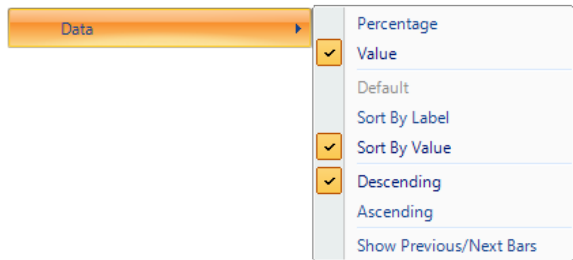 Data
Percentage
Value
Default
Sort By Label
Sort By Value
Descending
Ascending
Show Previous/Next Bars